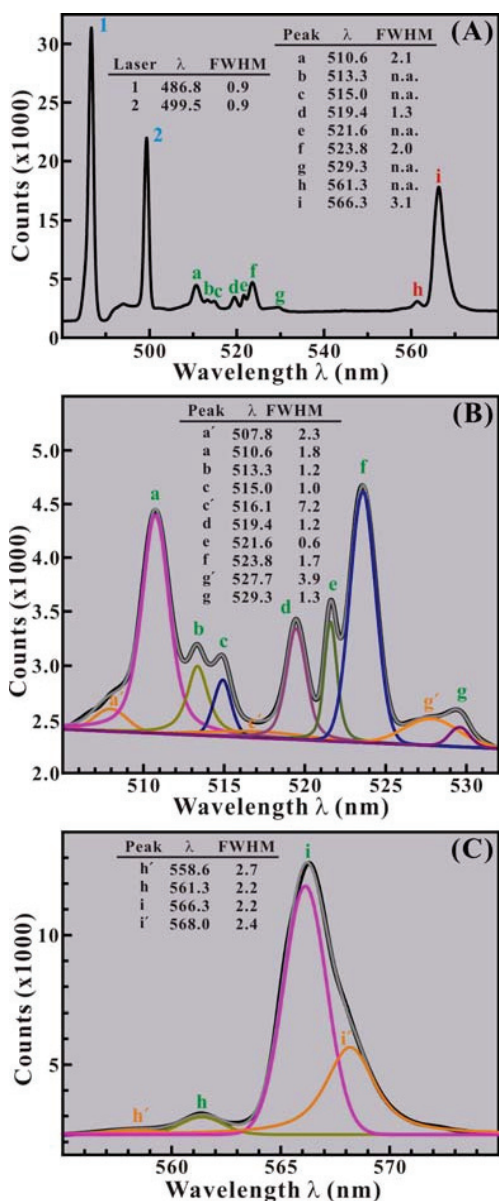 (A)
Laser λ FWHM
1 486.8 0.9
2 499.5 0.9
Peak λ FWHM
a 510.6 2.1
b 513.3 n.a.
c 515.0 n.a.
d 519.4 1.3
e 521.6 n.a.
f 523.8 2.0
g 529.3 n.a.
h 561.3 n.a.
i 566.3 3.1
1
2
a
b
c
d
e
f
g
h
i
Counts (x1000)
30
22
15
5
0
500 520 540 560
Wavelength λ (nm)
(B)
Peak λ FWHM
a´ 507.8 2.3
a 510.6 1.8
b 513.3 1.2
c 515.0 1.0
c´ 516.1 7.2
d 519.4 1.2
e 521.6 0.6
f 523.8 1.7
g´ 527.7 3.9
g 529.3 1.3
a´
a
b
c
c´
d
e
f
g´
g
Counts (x1000)
5.0
4.5
3.5
3.0
2.4
2.0
510 515 520 525 530
Wavelength λ (nm)
(C)
Peak λ FWHM
h´ 558.6 2.7
h 561.3 2.2
i 566.3 2.2
i´ 568.0 2.4
h´
h
i
i´
Counts (x1000)
10
5
2
560 565 570
Wavelength λ (nm)